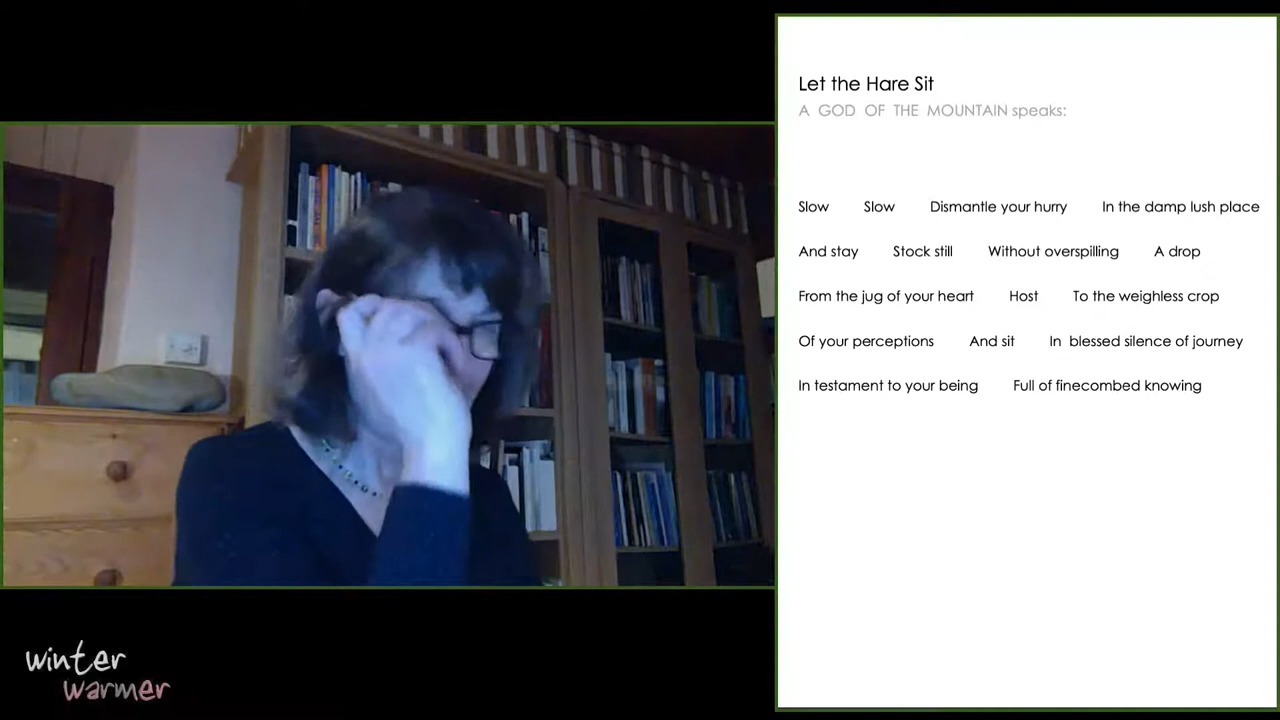 Let the Hare Sit
A GOD OF THE MOUNTAIN speaks:
Slow Slow Dismantle your hurry In the damp lush place
And stay Stock still Without overspilling A drop
From the jug of your heart Host To the weighless crop
Of your perceptions And sit In blessed silence of journey
In testament to your being Full of finecombed knowing
winter
warmer